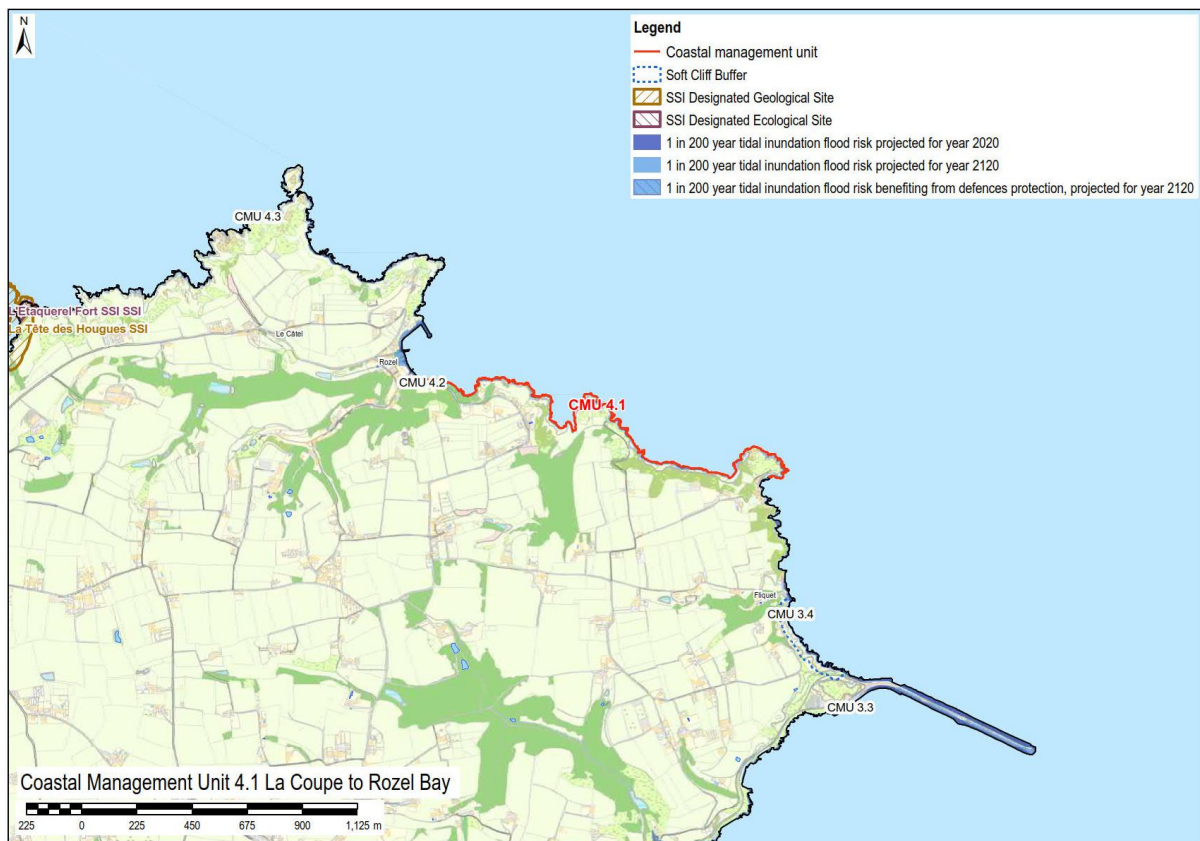 N
Legend
Coastal management unit
Soft Cliff Buffer
SSI Designated Geological Site
SSI Designated Ecological Site
1 in 200 year tidal inundation flood risk projected for year 2020
1 in 200 year tidal inundation flood risk projected for year 2120
1 in 200 year tidal inundation flood risk benefiting from defences protection, projected for year 2120
CMU 4.3
L'Etaquerel Fort SSI SSI
La Tête des Hougues SSI
Le Câtel
Rozel
CMU 4.2
CMU 4.1
Fliquet
CMU 3.4
CMU 3.3
Coastal Management Unit 4.1 La Coupe to Rozel Bay
225 0 225 450 675 900 1,125 m